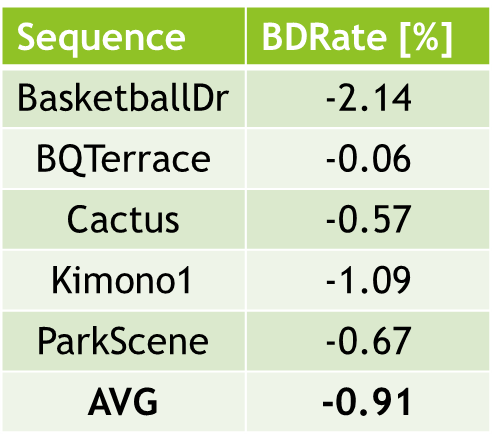 Sequence BDRate [%]
BasketballDr -2.14
BQTerrace -0.06
Cactus -0.57
Kimono1 -1.09
ParkScene -0.67
AVG -0.91